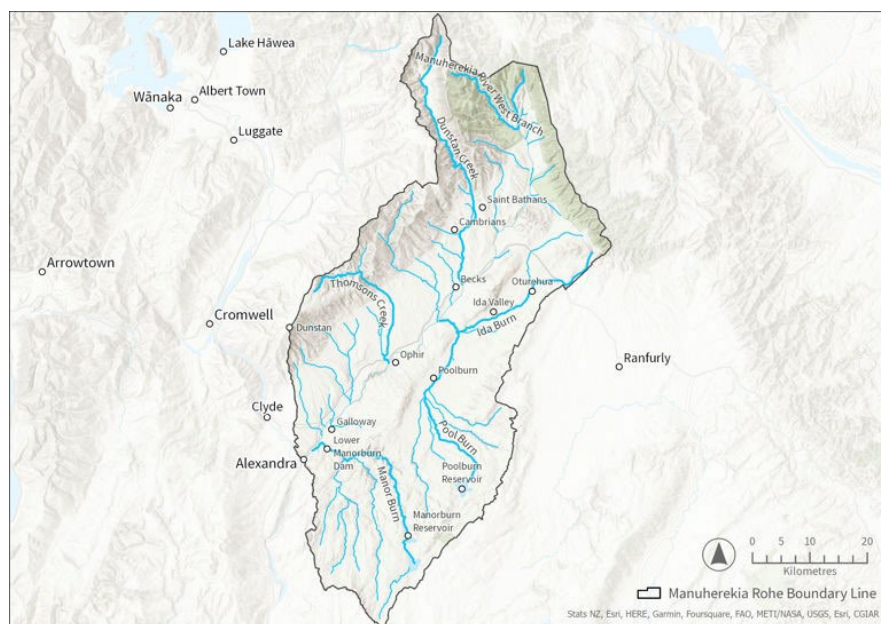 Lake Hāwea
Manuherekia River West Branch
Albert Town
Wānaka
Luggate
Dunstan Creek
Saint Bathans
Cambrians
Arrowtown
Becks
Oturehua
Thomsons Creek
Ida Valley
Ida Burn
Cromwell
Dunstan
Ophir
Ranfurly
Poolburn
Clyde
Galloway
Pool Burn
Lower
Manorburn
Dam
Alexandra
Poolburn
Reservoir
Manor Burn
Manorburn
Reservoir
0 5 10 20
Kilometres
Manuherekia Rohe Boundary Line
Stats NZ, Esri, HERE, Garmin, Foursquare, FAO, METI/NASA, USGS, Esri, CGIAR